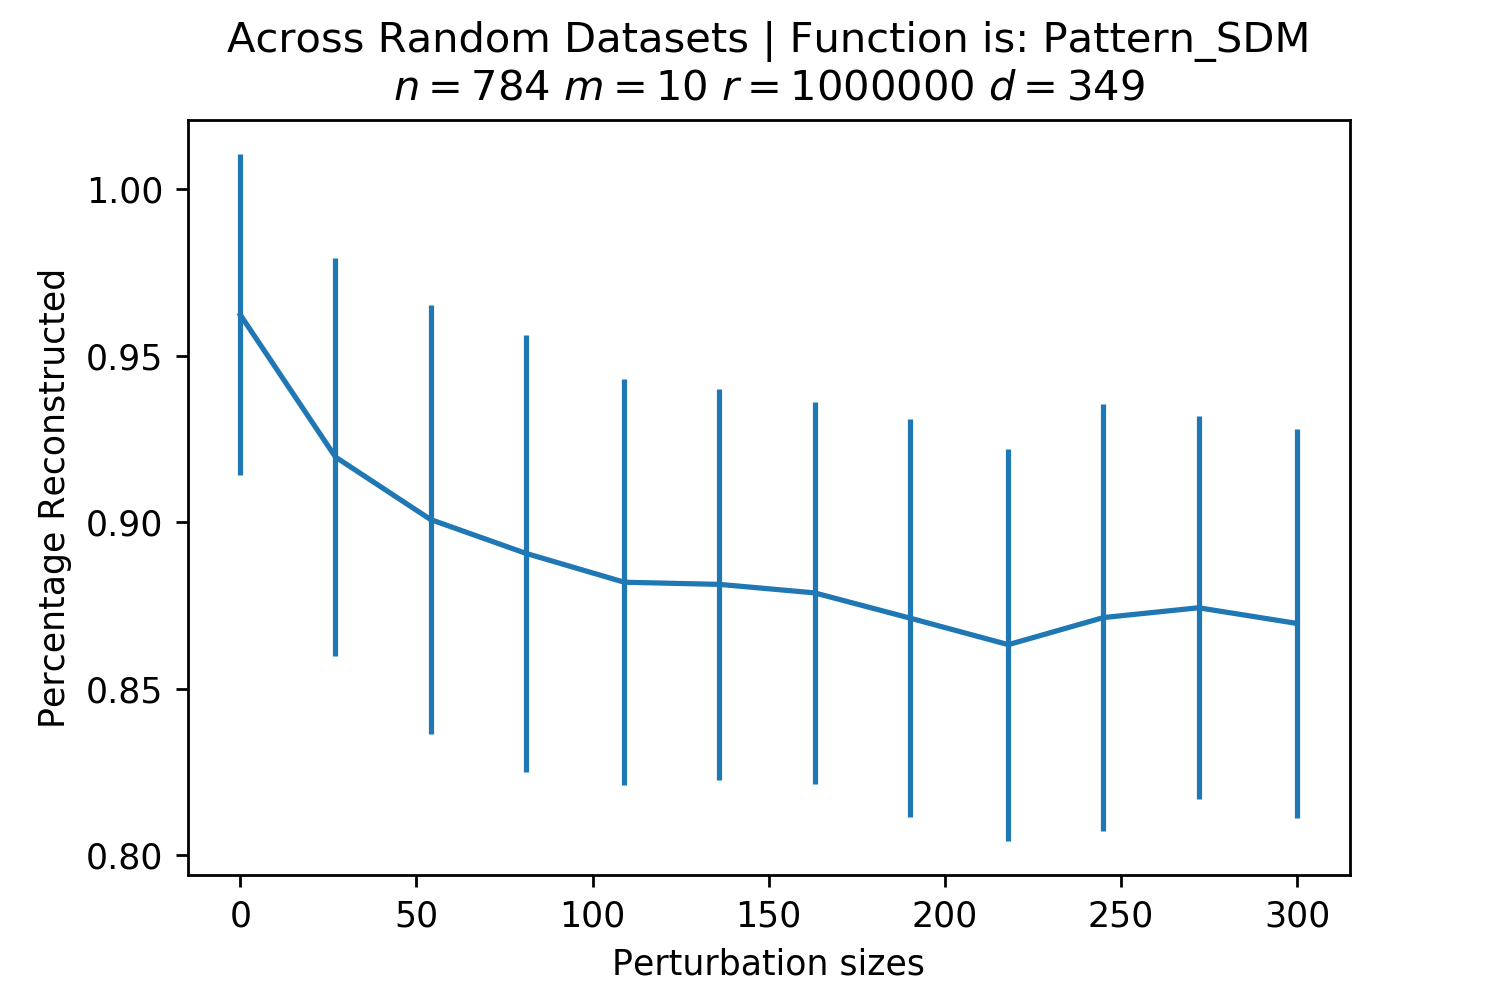 Across Random Datasets | Function is: Pattern_SDM
n = 784 m = 10 r = 1000000 d = 349
1.00
0.95
0.90
0.85
0.80
Percentage Reconstructed
0 50 100 150 200 250 300
Perturbation sizes